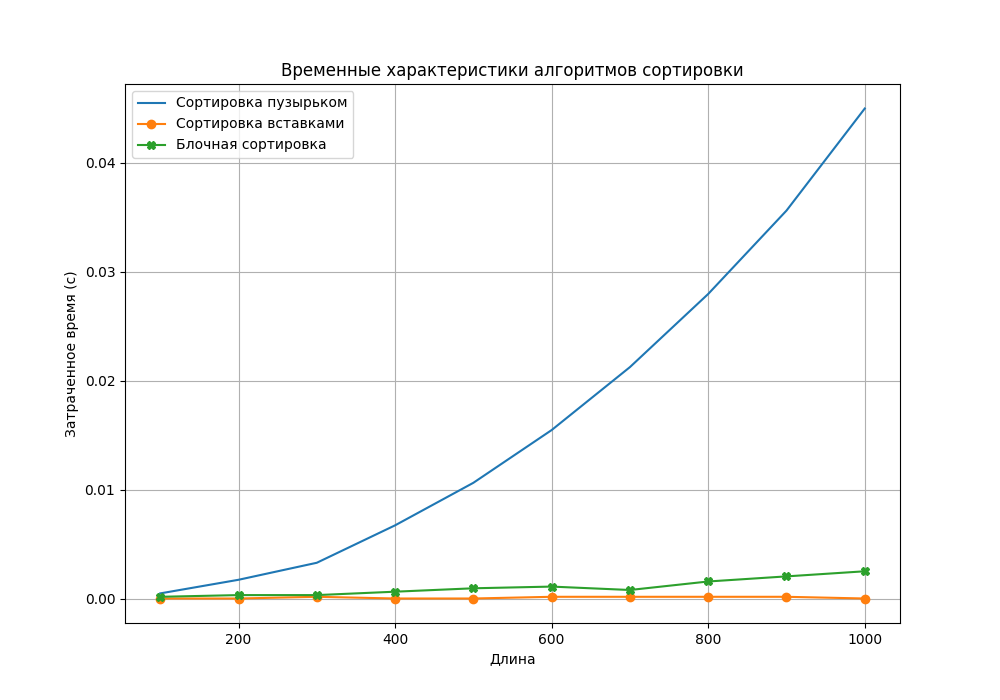 Временные характеристики алгоритмов сортировки
Сортировка пузырьком
Сортировка вставками
Блочная сортировка
Затраченное время (с)
0.04
0.03
0.02
0.01
0.00
200 400 600 800 1000
Длина